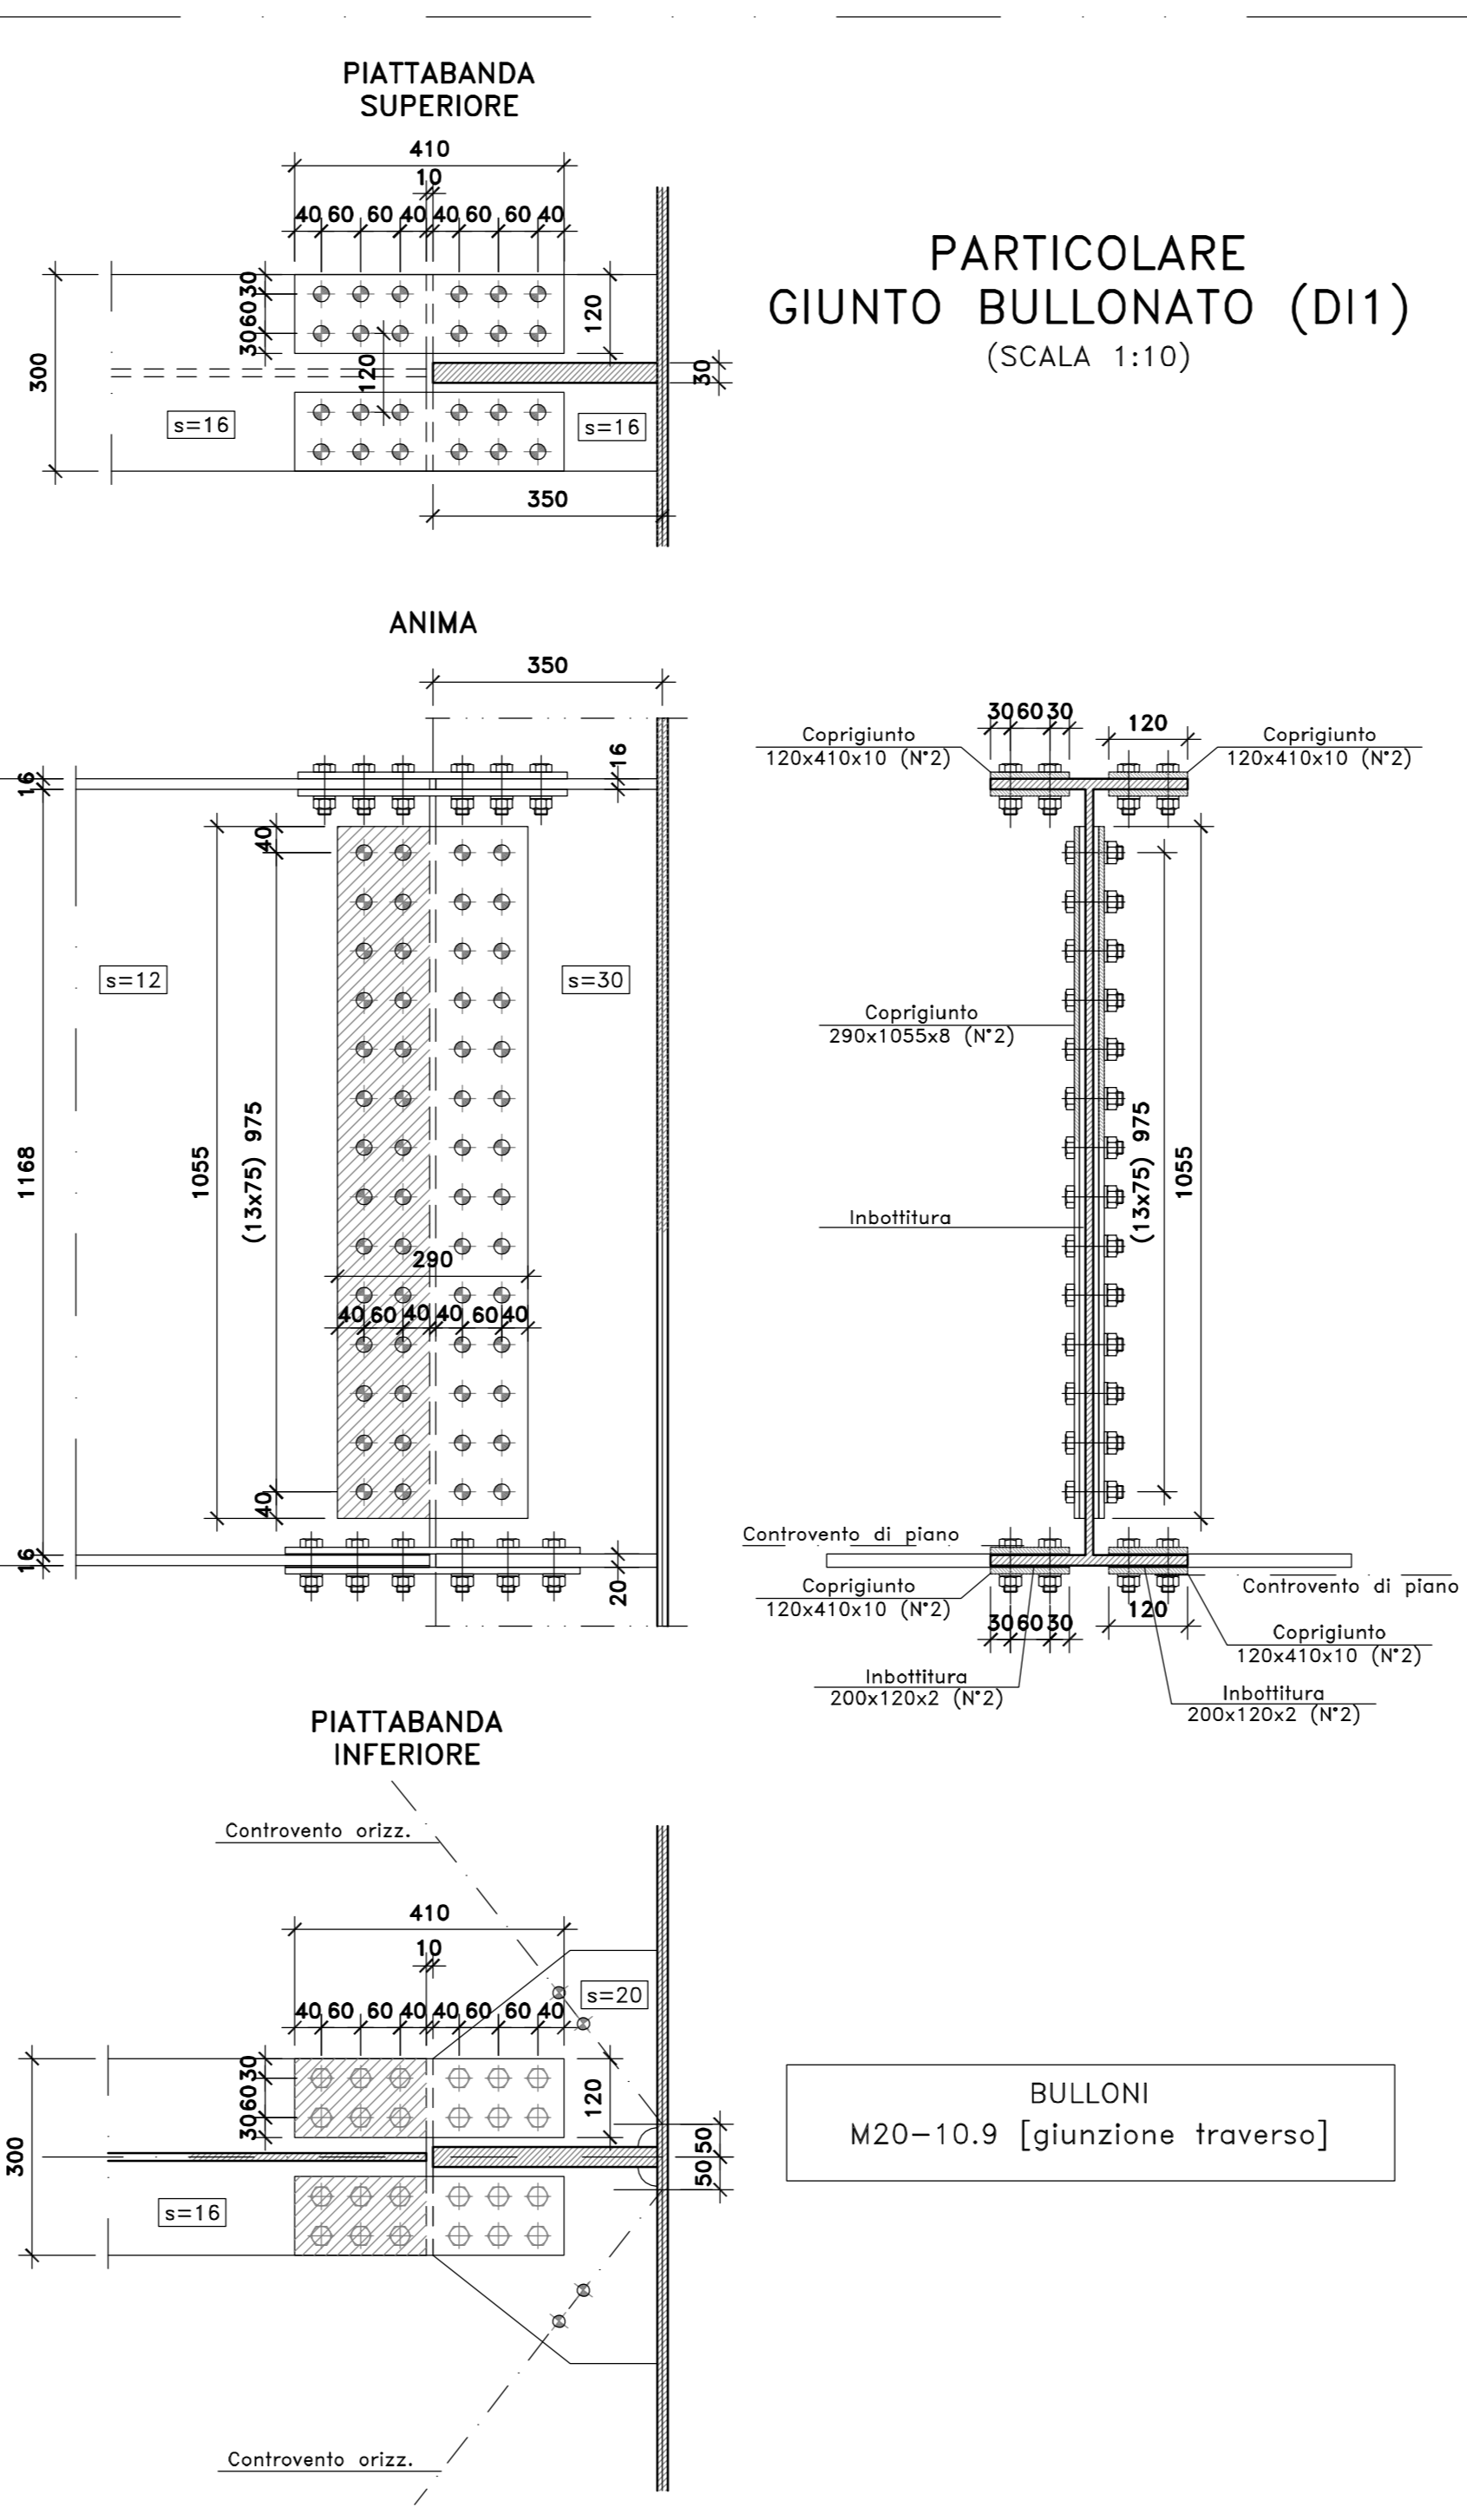 PIATTABANDA
SUPERIORE
410
10
40 60 60 40 40 60 60 40
30
60
30
120
120
300
30
s=16
s=16
350
PARTICOLARE
GIUNTO BULLONATO (DI1)
(SCALA 1:10)
ANIMA
350
16
16
40
s=12
s=30
1168
1055
(13x75) 975
290
40 60 40 40 60 40
40
16
20
30 60 30
120
Coprigiunto
120x410x10 (N°2)
Coprigiunto
120x410x10 (N°2)
Coprigiunto
290x1055x8 (N°2)
(13x75) 975
1055
Inbottitura
Controvento di piano
Coprigiunto
120x410x10 (N°2)
Controvento di piano
30 60 30
120
Coprigiunto
120x410x10 (N°2)
Inbottitura
200x120x2 (N°2)
Inbottitura
200x120x2 (N°2)
PIATTABANDA
INFERIORE
Controvento orizz.
410
10
s=20
40 60 60 40 40 60 60 40
30
60
30
120
300
50
50
s=16
Controvento orizz.
BULLONI
M20-10.9 [giunzione traverso]